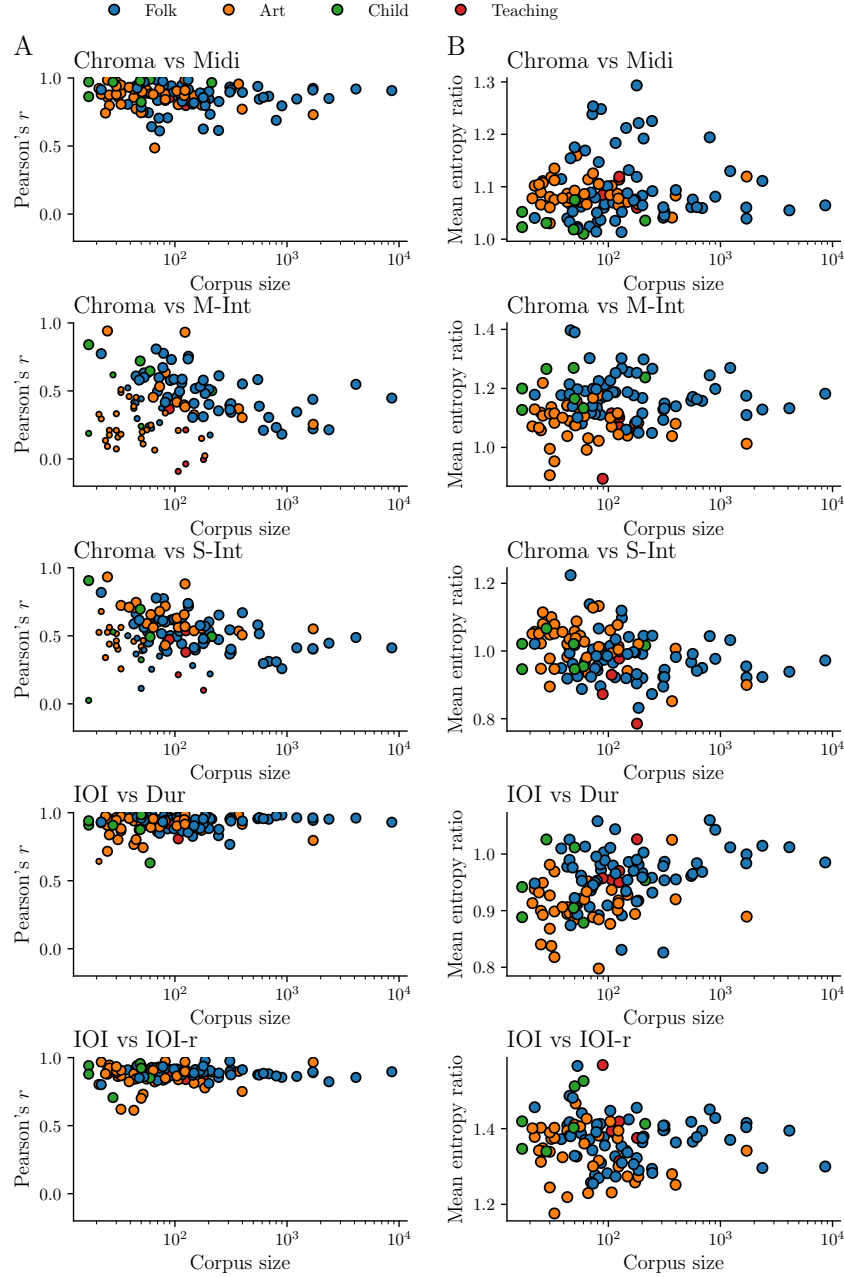 Folk Art Child Teaching
A B
Chroma vs Midi
1.0
0.5
0.0
Pearson's r
10² 10³ 10⁴
Corpus size
Chroma vs Midi
1.3
1.2
1.1
1.0
Mean entropy ratio
10² 10³ 10⁴
Corpus size
Chroma vs M-Int
1.0
0.5
0.0
Pearson's r
10² 10³ 10⁴
Corpus size
Chroma vs M-Int
1.4
1.2
1.0
Mean entropy ratio
10² 10³ 10⁴
Corpus size
Chroma vs S-Int
1.0
0.5
0.0
Pearson's r
10² 10³ 10⁴
Corpus size
Chroma vs S-Int
1.2
1.0
0.8
Mean entropy ratio
10² 10³ 10⁴
Corpus size
IOI vs Dur
1.0
0.5
0.0
Pearson's r
10² 10³ 10⁴
Corpus size
IOI vs Dur
1.0
0.9
0.8
Mean entropy ratio
10² 10³ 10⁴
Corpus size
IOI vs IOI-r
1.0
0.5
0.0
Pearson's r
10² 10³ 10⁴
Corpus size
IOI vs IOI-r
1.4
1.2
Mean entropy ratio
10² 10³ 10⁴
Corpus size